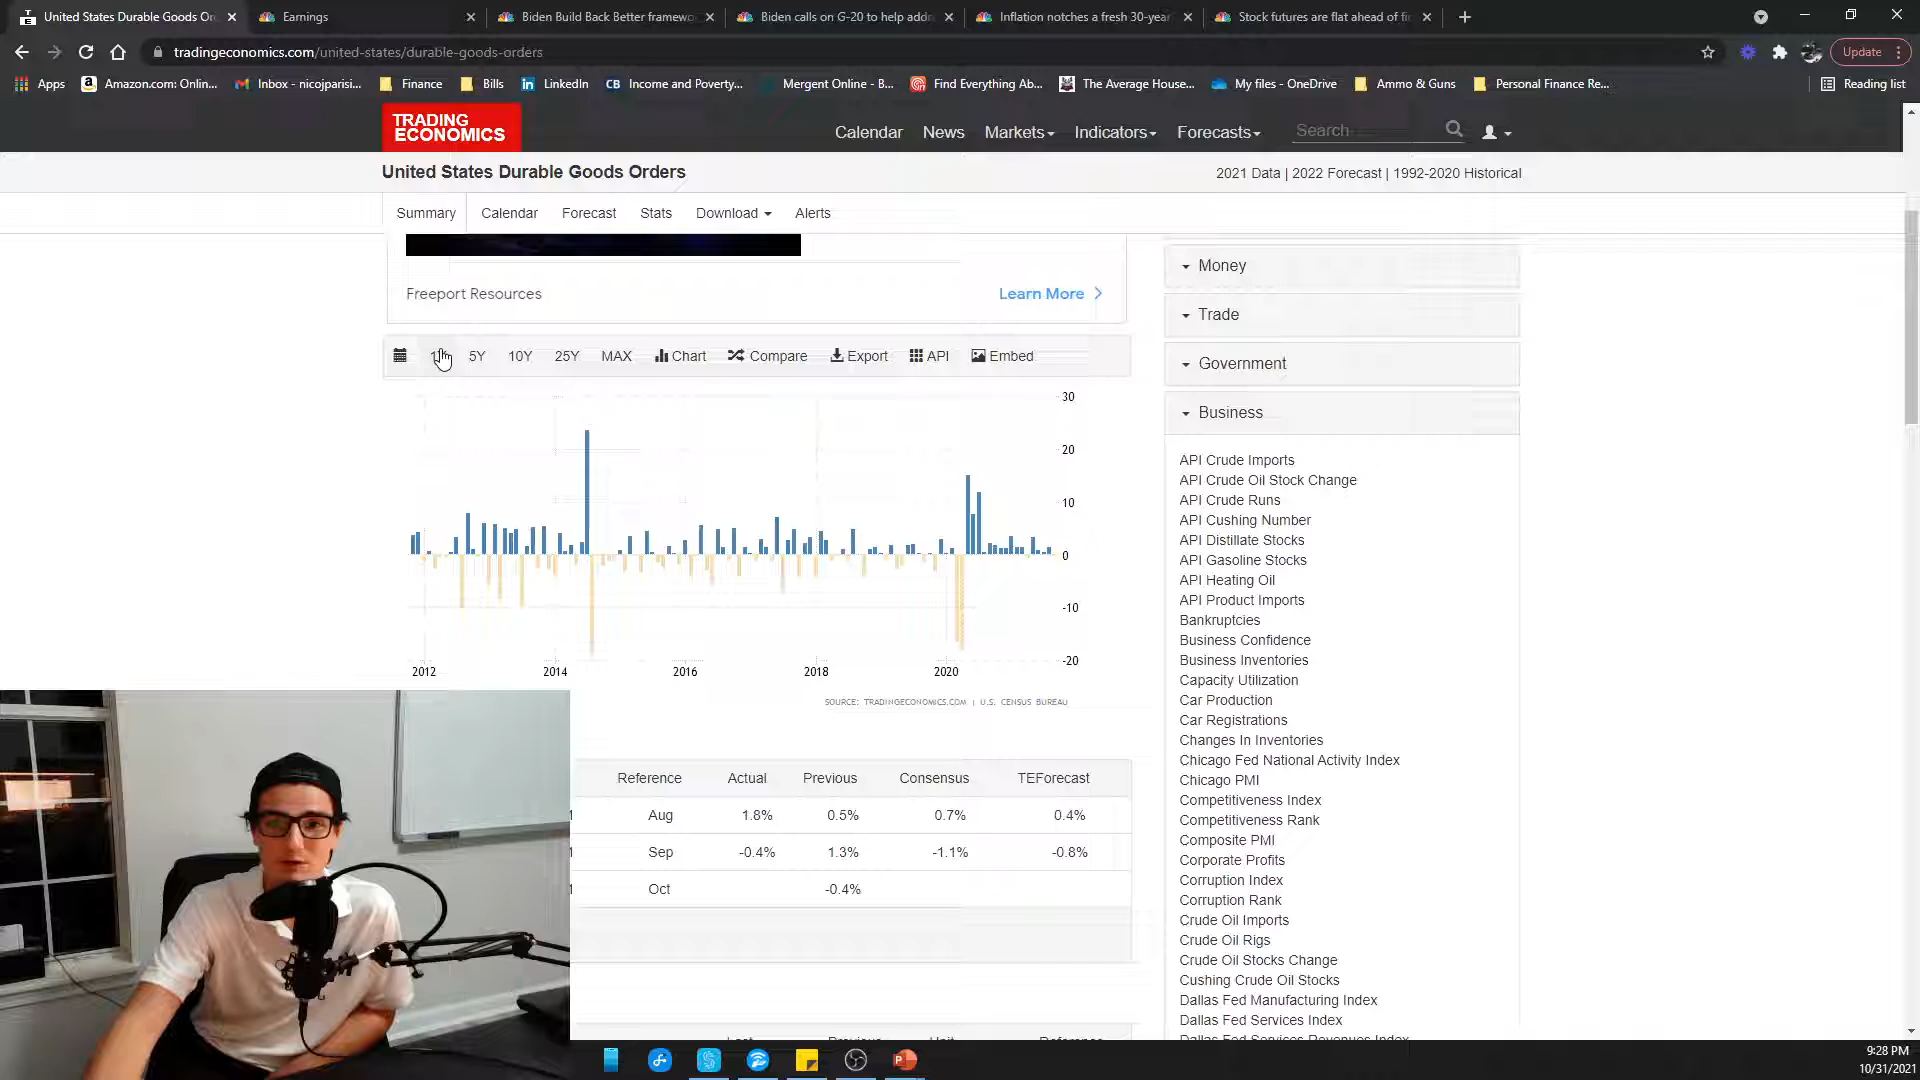 United States Durable Goods Or
Earnings
Biden Build Back Better framewo
Biden calls on G-20 to help addr
Inflation notches a fresh 30-year
Stock futures are flat ahead of fi
tradingeconomics.com/united-states/durable-goods-orders
Update
Apps
Amazon.com: Onlin...
Inbox - nicojparisi...
Finance
Bills
LinkedIn
CB Income and Poverty...
Mergent Online - B...
Find Everything Ab...
The Average House...
My files - OneDrive
Ammo & Guns
Personal Finance Re...
Reading list
TRADING
ECONOMICS
Calendar News Markets Indicators Forecasts Search
United States Durable Goods Orders
2021 Data | 2022 Forecast | 1992-2020 Historical
Summary Calendar Forecast Stats Download Alerts
Freeport Resources
Learn More
5Y 10Y 25Y MAX Chart Compare Export API Embed
30
20
10
0
-10
-20
2012 2014 2016 2018 2020
SOURCE: TRADINGECONOMICS.COM | U.S. CENSUS BUREAU
Reference Actual Previous Consensus TEForecast
Aug 1.8% 0.5% 0.7% 0.4%
Sep -0.4% 1.3% -1.1% -0.8%
Oct -0.4%
Money
Trade
Government
Business
API Crude Imports
API Crude Oil Stock Change
API Crude Runs
API Cushing Number
API Distillate Stocks
API Gasoline Stocks
API Heating Oil
API Product Imports
Bankruptcies
Business Confidence
Business Inventories
Capacity Utilization
Car Production
Car Registrations
Changes In Inventories
Chicago Fed National Activity Index
Chicago PMI
Competitiveness Index
Competitiveness Rank
Composite PMI
Corporate Profits
Corruption Index
Corruption Rank
Crude Oil Imports
Crude Oil Rigs
Crude Oil Stocks Change
Cushing Crude Oil Stocks
Dallas Fed Manufacturing Index
Dallas Fed Services Index
Dallas Fed Services Revenues Index
9:28 PM
10/31/2021